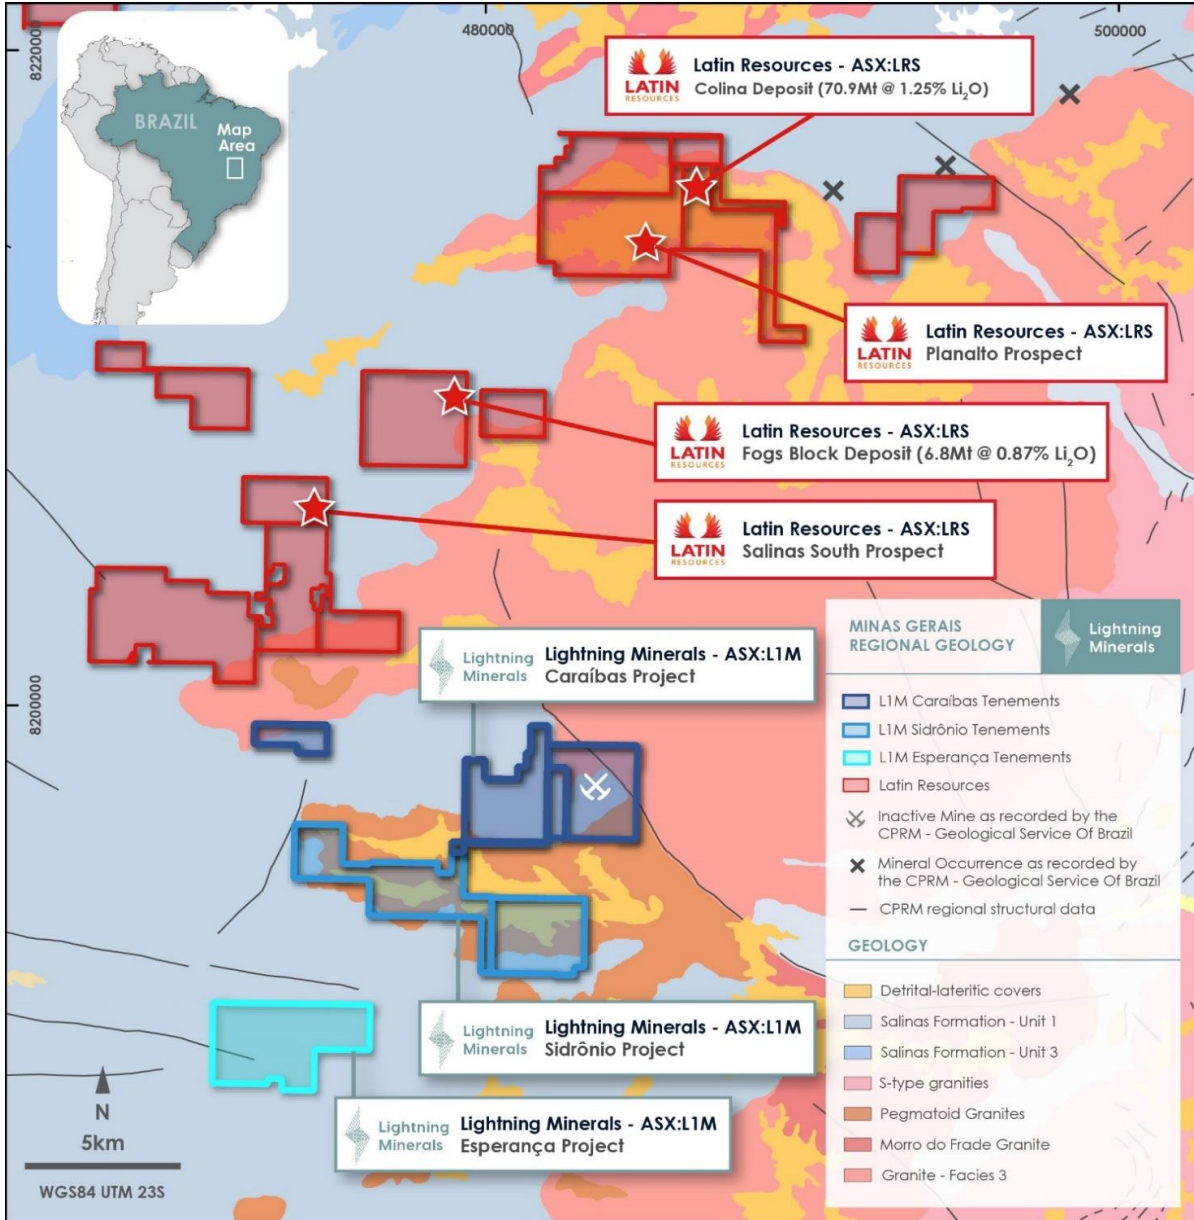 480000
500000
8220000
8200000
BRAZIL
Map
Area
LATIN
RESOURCES
Latin Resources - ASX:LRS
Colina Deposit (70.9Mt @ 1.25% Li₂O)
LATIN
RESOURCES
Latin Resources - ASX:LRS
Planalto Prospect
LATIN
RESOURCES
Latin Resources - ASX:LRS
Fogs Block Deposit (6.8Mt @ 0.87% Li₂O)
LATIN
RESOURCES
Latin Resources - ASX:LRS
Salinas South Prospect
Lightning
Minerals
Lightning Minerals - ASX:L1M
Caraíbas Project
Lightning
Minerals
Lightning Minerals - ASX:L1M
Sidrônio Project
Lightning
Minerals
Lightning Minerals - ASX:L1M
Esperança Project
N
5km
WGS84 UTM 23S
MINAS GERAIS
REGIONAL GEOLOGY
Lightning
Minerals
L1M Caraíbas Tenements
L1M Sidrônio Tenements
L1M Esperança Tenements
Latin Resources
Inactive Mine as recorded by the
CPRM - Geological Service Of Brazil
Mineral Occurrence as recorded by
the CPRM - Geological Service Of Brazil
CPRM regional structural data
GEOLOGY
Detrital-lateritic covers
Salinas Formation - Unit 1
Salinas Formation - Unit 3
S-type granities
Pegmatoid Granites
Morro do Frade Granite
Granite - Facies 3